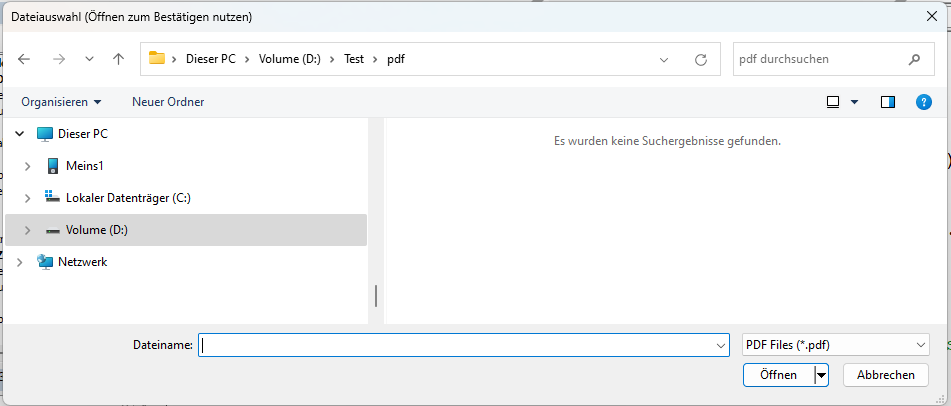 Dateiauswahl (Öffnen zum Bestätigen nutzen)
Dieser PC > Volume (D:) > Test > pdf
pdf durchsuchen
Organisieren
Neuer Ordner
?
Dieser PC
Meins1
Lokaler Datenträger (C:)
Volume (D:)
Netzwerk
Es wurden keine Suchergebnisse gefunden.
Dateiname:
PDF Files (*.pdf)
Öffnen
Abbrechen